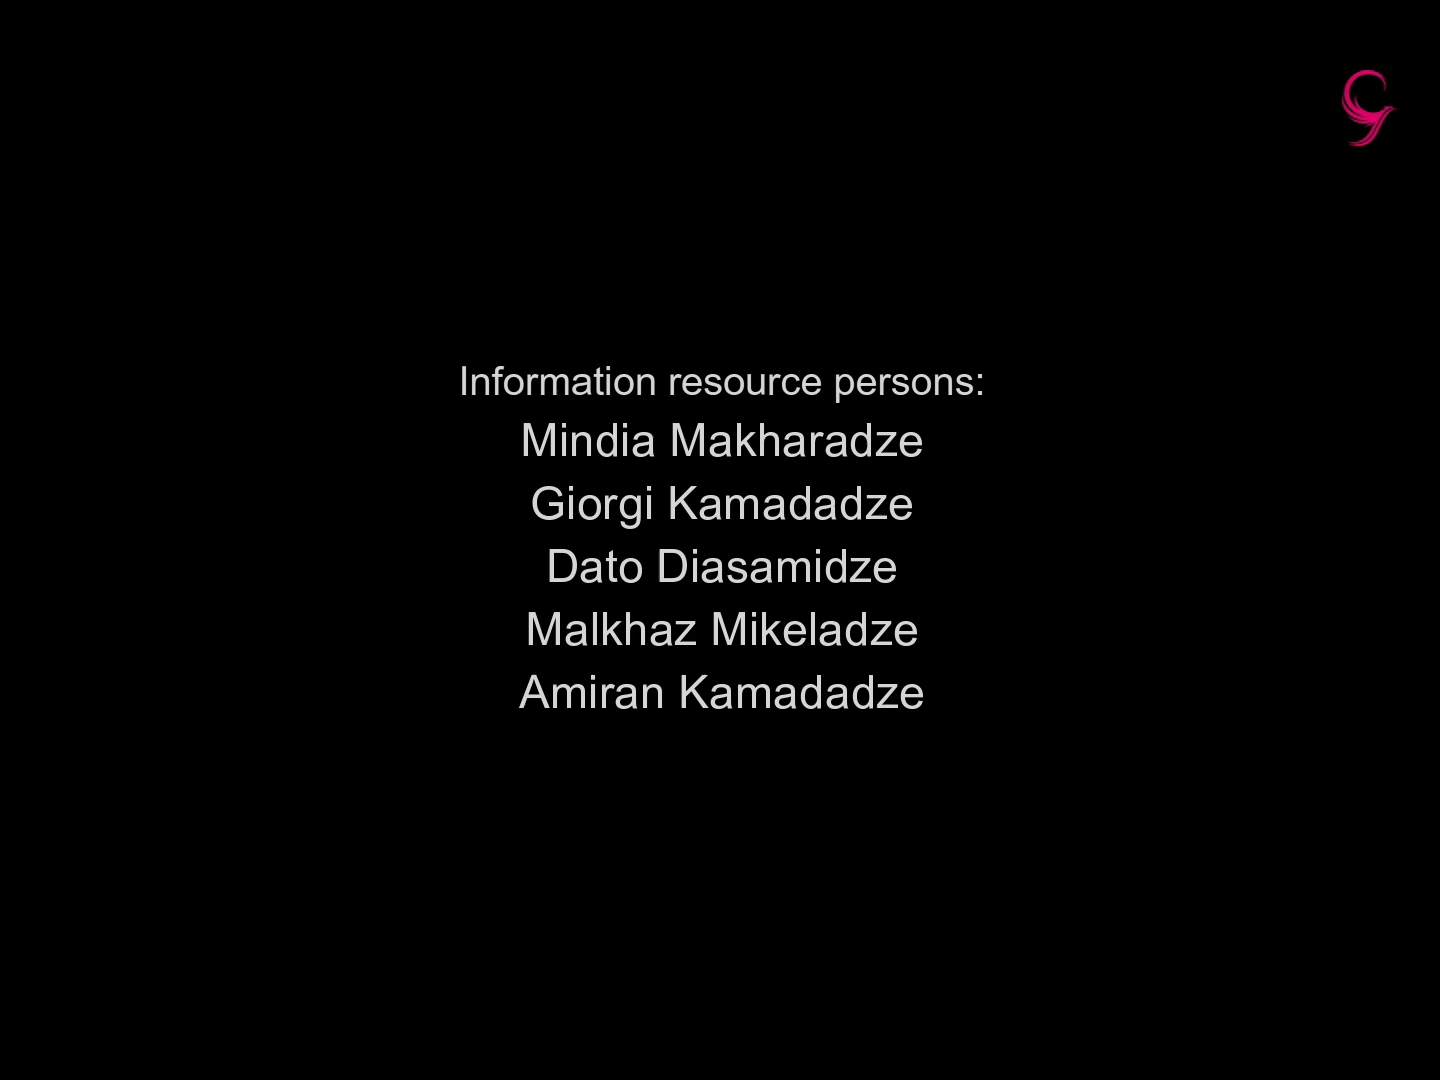 Information resource persons:
Mindia Makharadze
Giorgi Kamadadze
Dato Diasamidze
Malkhaz Mikeladze
Amiran Kamadadze